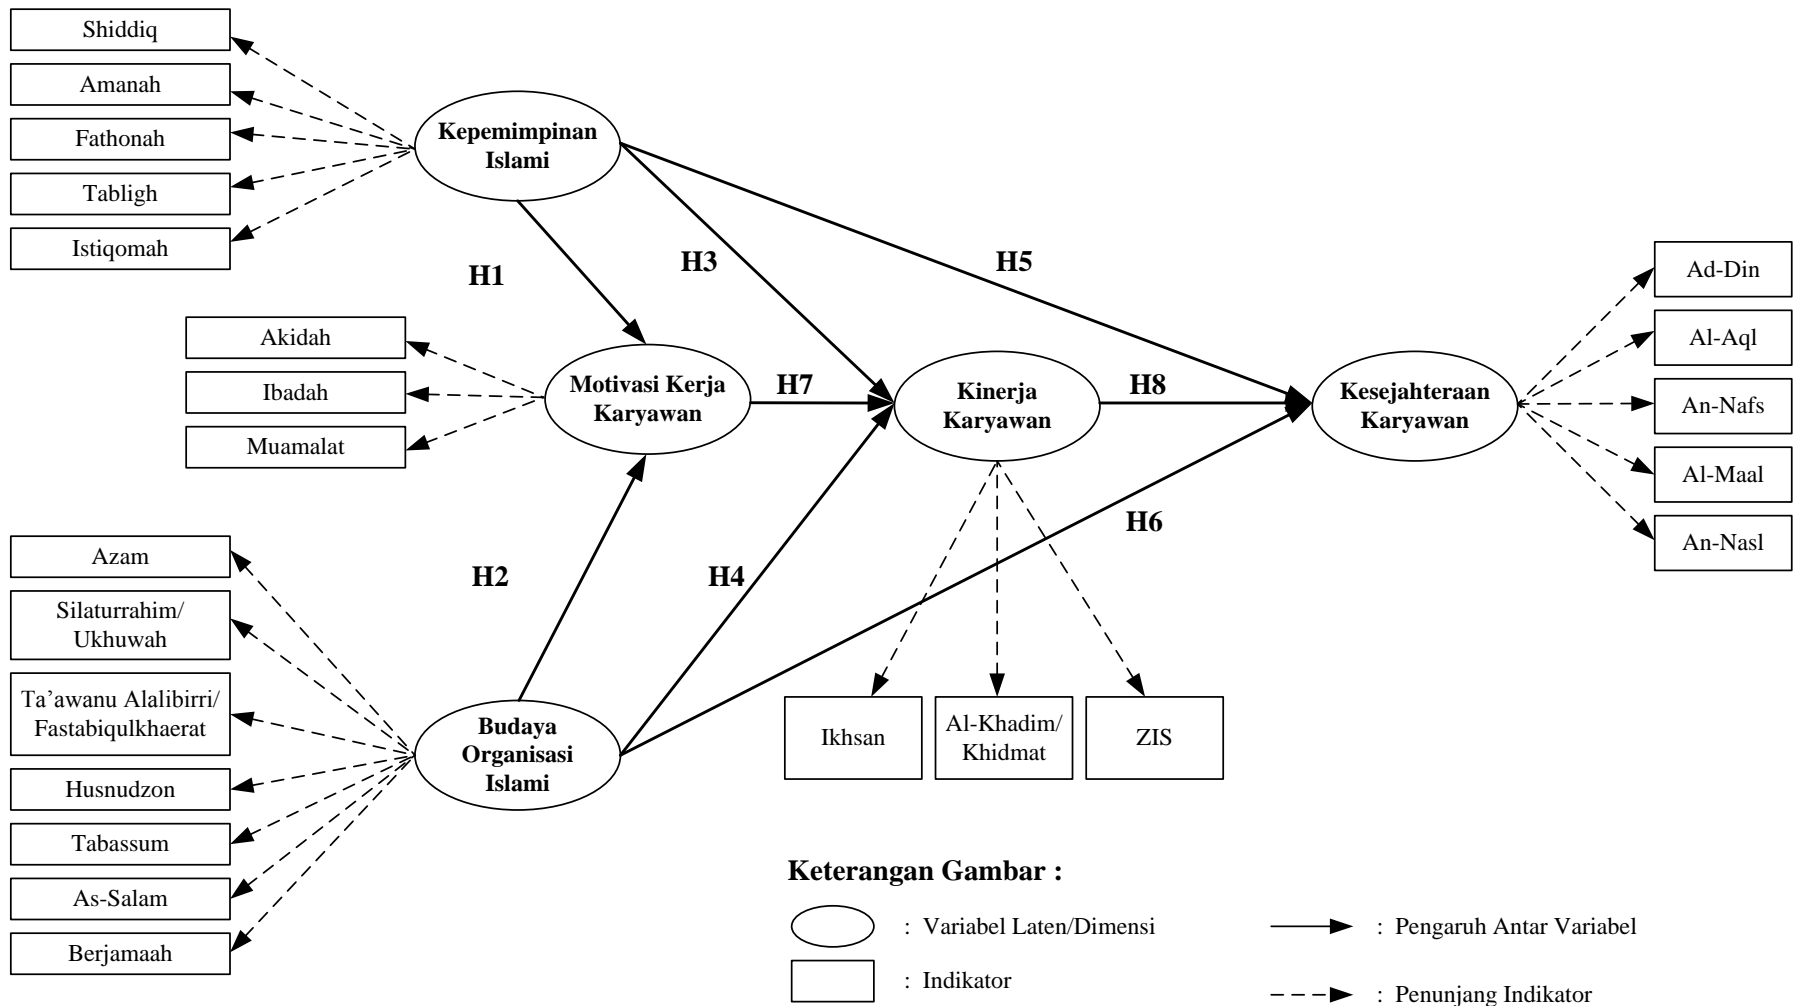 Shiddiq
Amanah
Fathonah
Tabligh
Istiqomah
Kepemimpinan
Islami
H1
H3
H5
Akidah
Ibadah
Muamalat
Motivasi Kerja
Karyawan
H7
Kinerja
Karyawan
H8
Kesejahteraan
Karyawan
Ad-Din
Al-Aql
An-Nafs
Al-Maal
An-Nasl
H2
H4
H6
Azam
Silaturrahim/
Ukhuwah
Ta’awanu Alalibirri/
Fastabiqulkhaerat
Husnudzon
Tabassum
As-Salam
Berjamaah
Budaya
Organisasi
Islami
Ikhsan
Al-Khadim/
Khidmat
ZIS
Keterangan Gambar :
: Variabel Laten/Dimensi
: Pengaruh Antar Variabel
: Indikator
: Penunjang Indikator